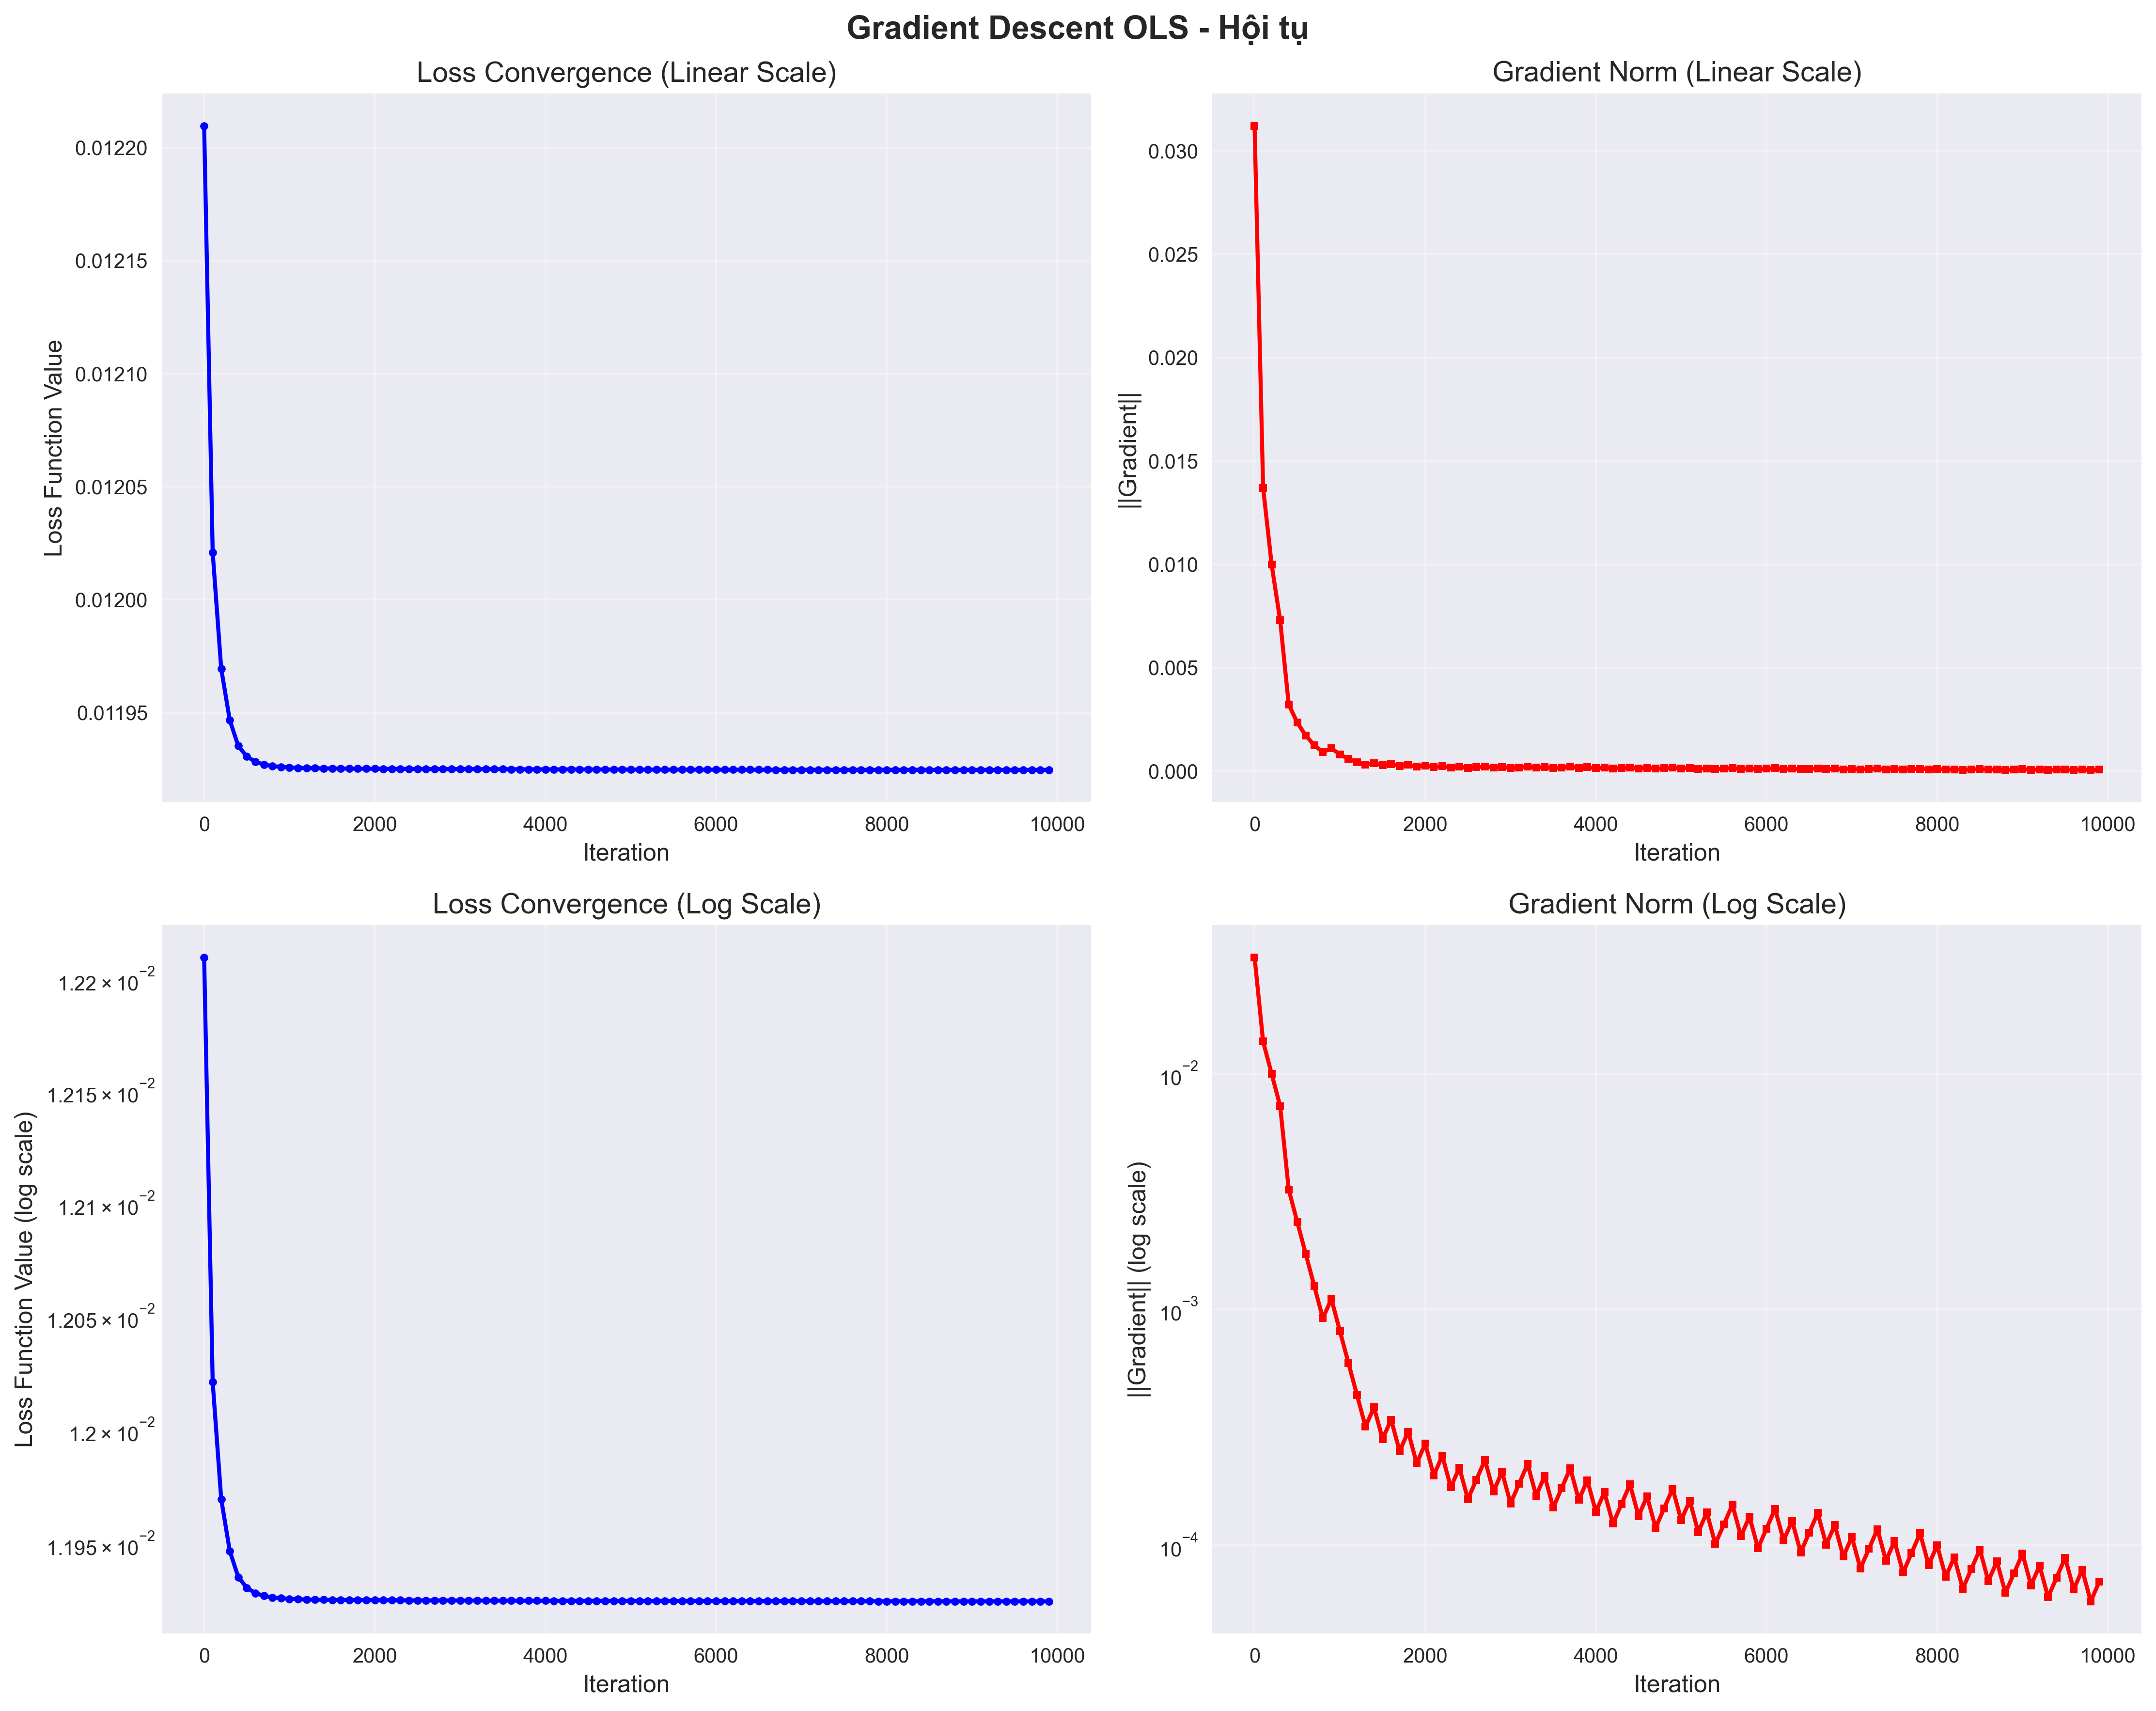 Gradient Descent OLS - Hội tụ
Loss Convergence (Linear Scale)
Loss Function Value
0.01220
0.01215
0.01210
0.01205
0.01200
0.01195
0
2000
4000
6000
8000
10000
Iteration
Gradient Norm (Linear Scale)
||Gradient||
0.030
0.025
0.020
0.015
0.010
0.005
0.000
0
2000
4000
6000
8000
10000
Iteration
Loss Convergence (Log Scale)
Loss Function Value (log scale)
1.22 × 10⁻²
1.215 × 10⁻²
1.21 × 10⁻²
1.205 × 10⁻²
1.2 × 10⁻²
1.195 × 10⁻²
0
2000
4000
6000
8000
10000
Iteration
Gradient Norm (Log Scale)
||Gradient|| (log scale)
10⁻²
10⁻³
10⁻⁴
0
2000
4000
6000
8000
10000
Iteration